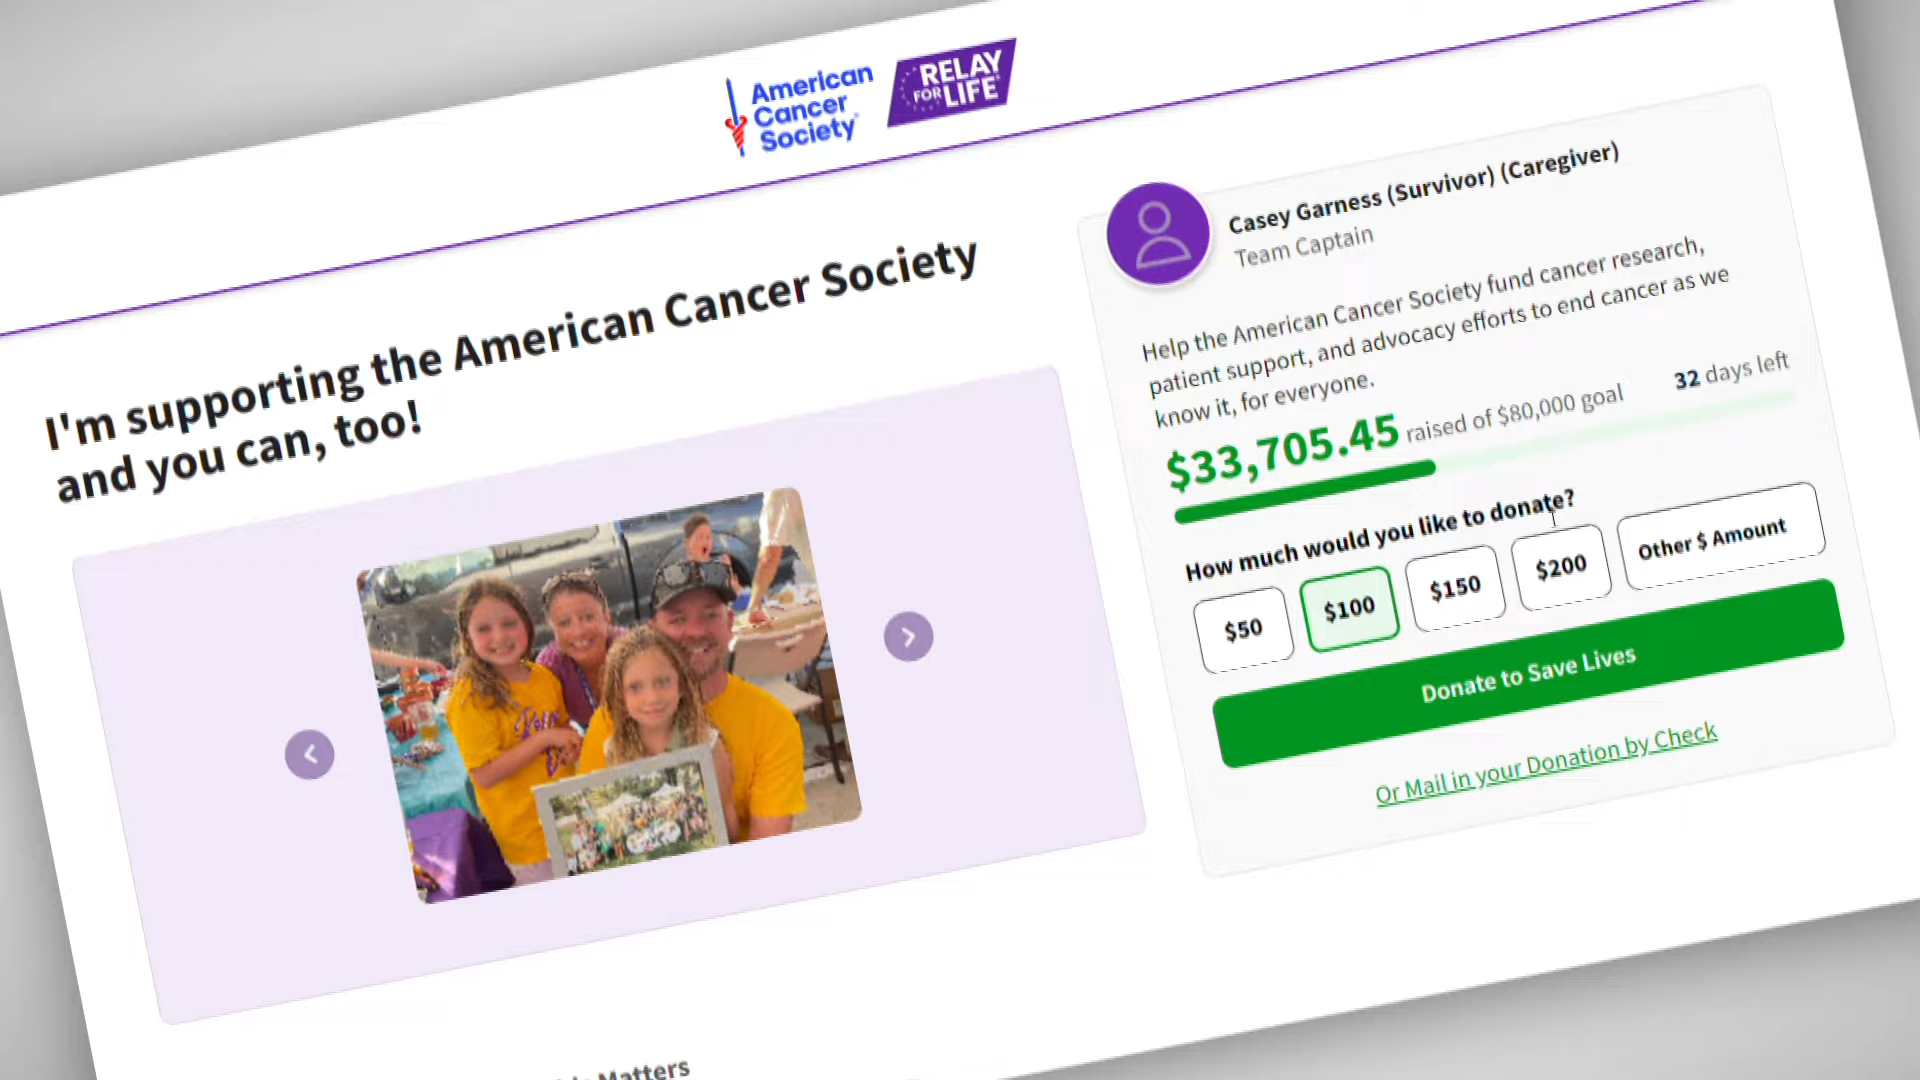 American
Cancer
Society
RELAY
FOR LIFE
I'm supporting the American Cancer Society
and you can, too!
Casey Garness (Survivor) (Caregiver)
Team Captain
Help the American Cancer Society fund cancer research,
patient support, and advocacy efforts to end cancer as we
know it, for everyone.
$33,705.45 raised of $80,000 goal
32 days left
How much would you like to donate?
$50
$100
$150
$200
Other $ Amount
Donate to Save Lives
Or Mail in your Donation by Check
Matters